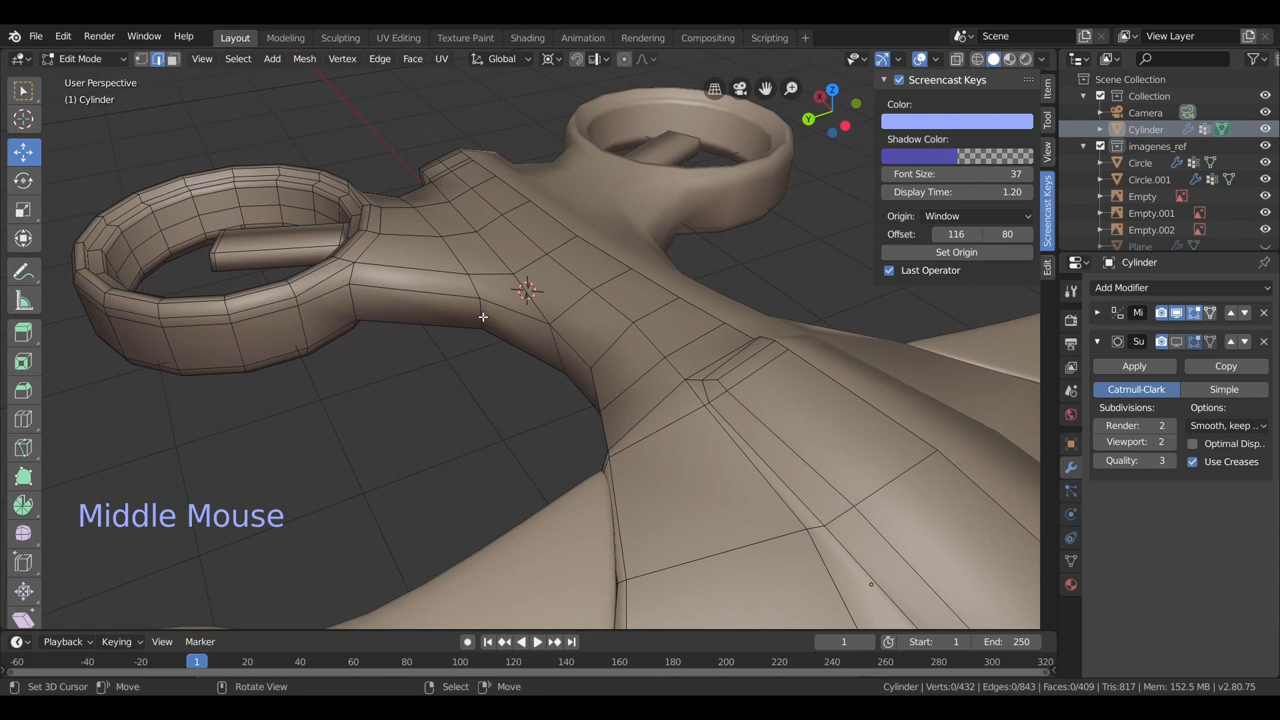 File Edit Render Window Help Layout Modeling Sculpting UV Editing Texture Paint Shading Animation Rendering Compositing Scripting + Scene View Layer
Edit Mode View Select Add Mesh Vertex Edge Face UV Global
User Perspective
(1) Cylinder
Screencast Keys
Color:
Shadow Color:
Font Size: 37
Display Time: 1.20
Origin: Window
Offset: 116 80
Set Origin
Last Operator
Item
Tool
View
Screencast Keys
Edit
Z
Y
X
Scene Collection
Collection
Camera
Cylinder
imagenes_ref
Circle
Circle.001
Empty
Empty.001
Empty.002
Plane
Cylinder
Add Modifier
Mi
Su
Apply Copy
Catmull-Clark Simple
Subdivisions: Options:
Render: 2 Smooth, keep ..
Viewport: 2 Optimal Disp..
Quality: 3 Use Creases
Middle Mouse
Playback Keying View Marker 1 Start: 1 End: 250
-60 -40 -20 1 20 40 60 80 100 120 140 160 180 200 220 240 260 280 300 320
Set 3D Cursor Move Rotate View Select Move Cylinder | Verts:0/432 | Edges:0/843 | Faces:0/409 | Tris:817 | Mem: 152.5 MB | v2.80.75